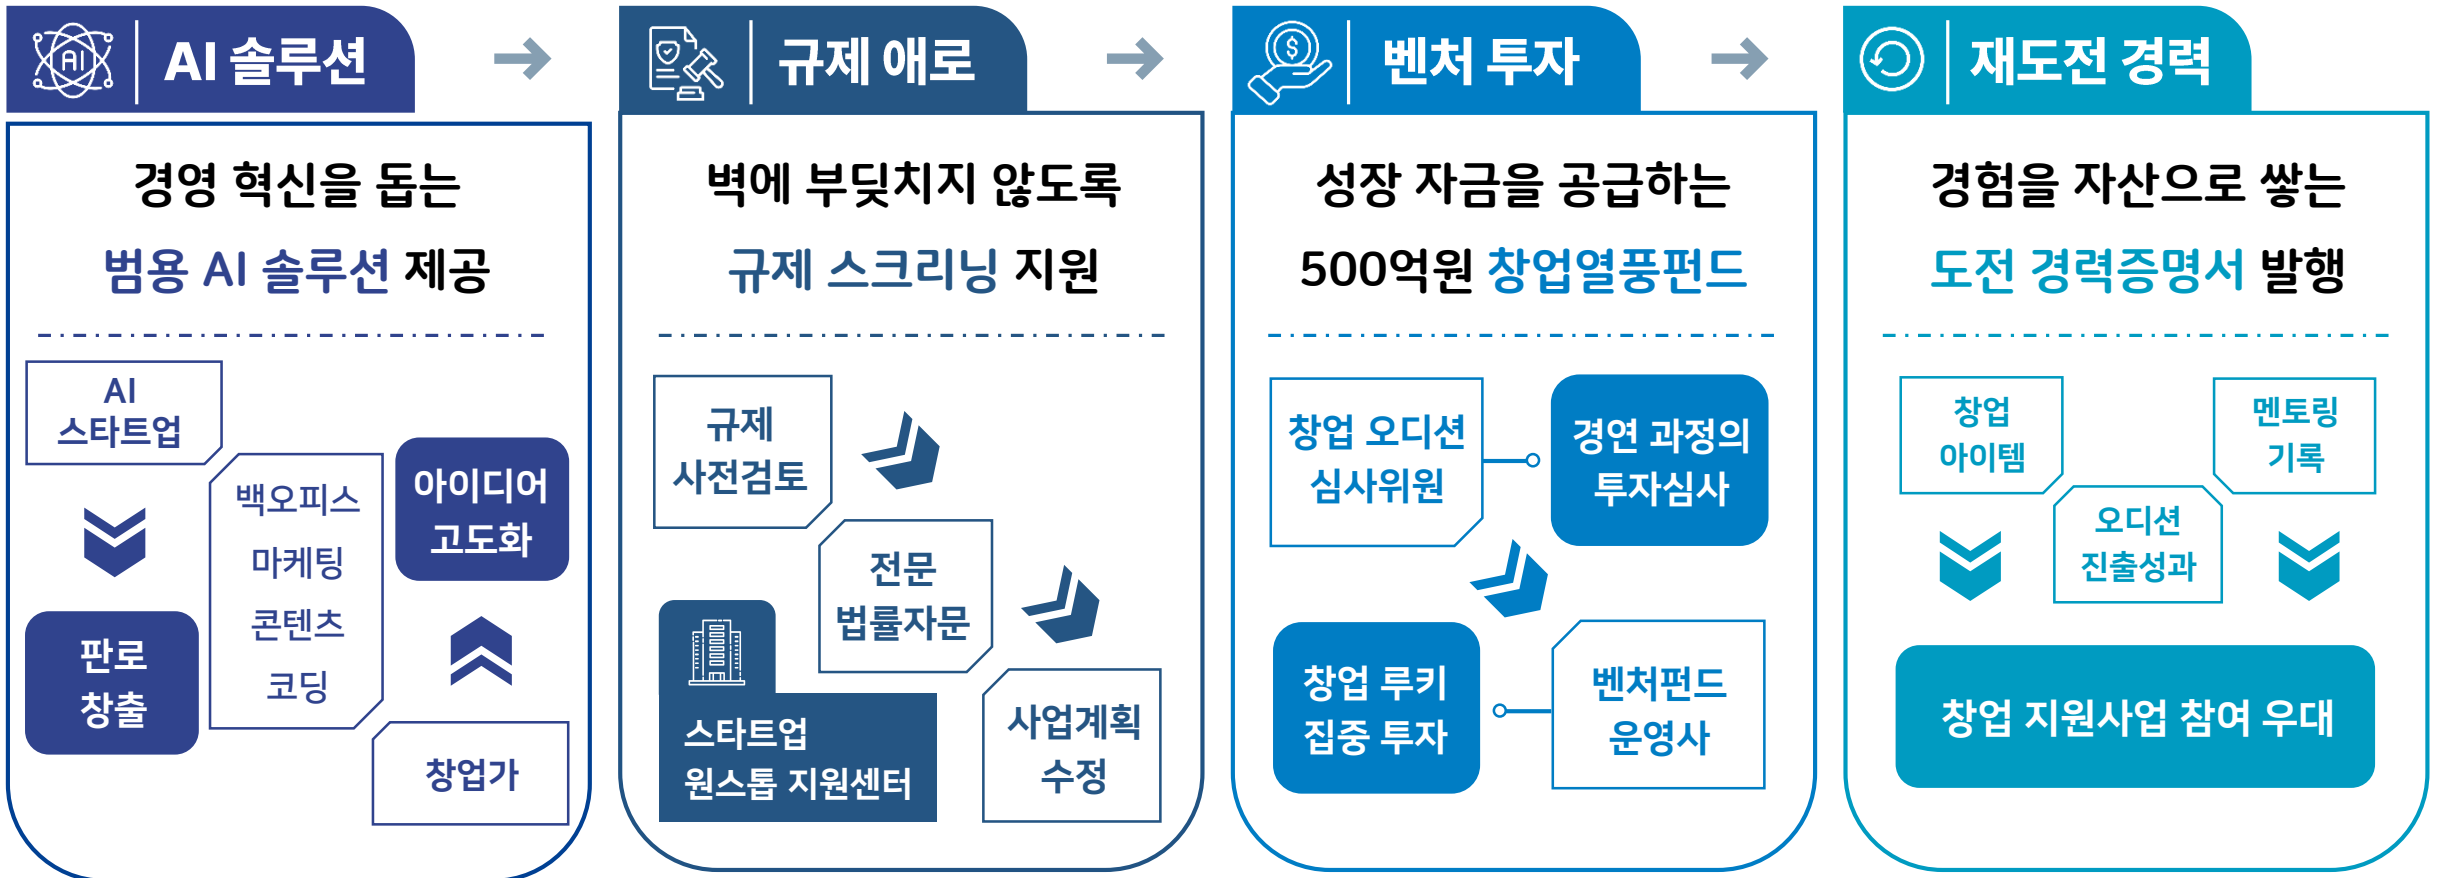 AI 솔루션
경영 혁신을 돕는
범용 AI 솔루션 제공
AI
스타트업
판로
창출
백오피스
마케팅
콘텐츠
코딩
아이디어
고도화
창업가
규제 애로
벽에 부딪치지 않도록
규제 스크리닝 지원
규제
사전검토
전문
법률자문
사업계획
수정
스타트업
원스톱 지원센터
벤처 투자
성장 자금을 공급하는
500억원 창업열풍펀드
창업 오디션
심사위원
경연 과정의
투자심사
창업 루키
집중 투자
벤처펀드
운영사
재도전 경력
경험을 자산으로 쌓는
도전 경력증명서 발행
창업
아이템
오디션
진출성과
멘토링
기록
창업 지원사업 참여 우대